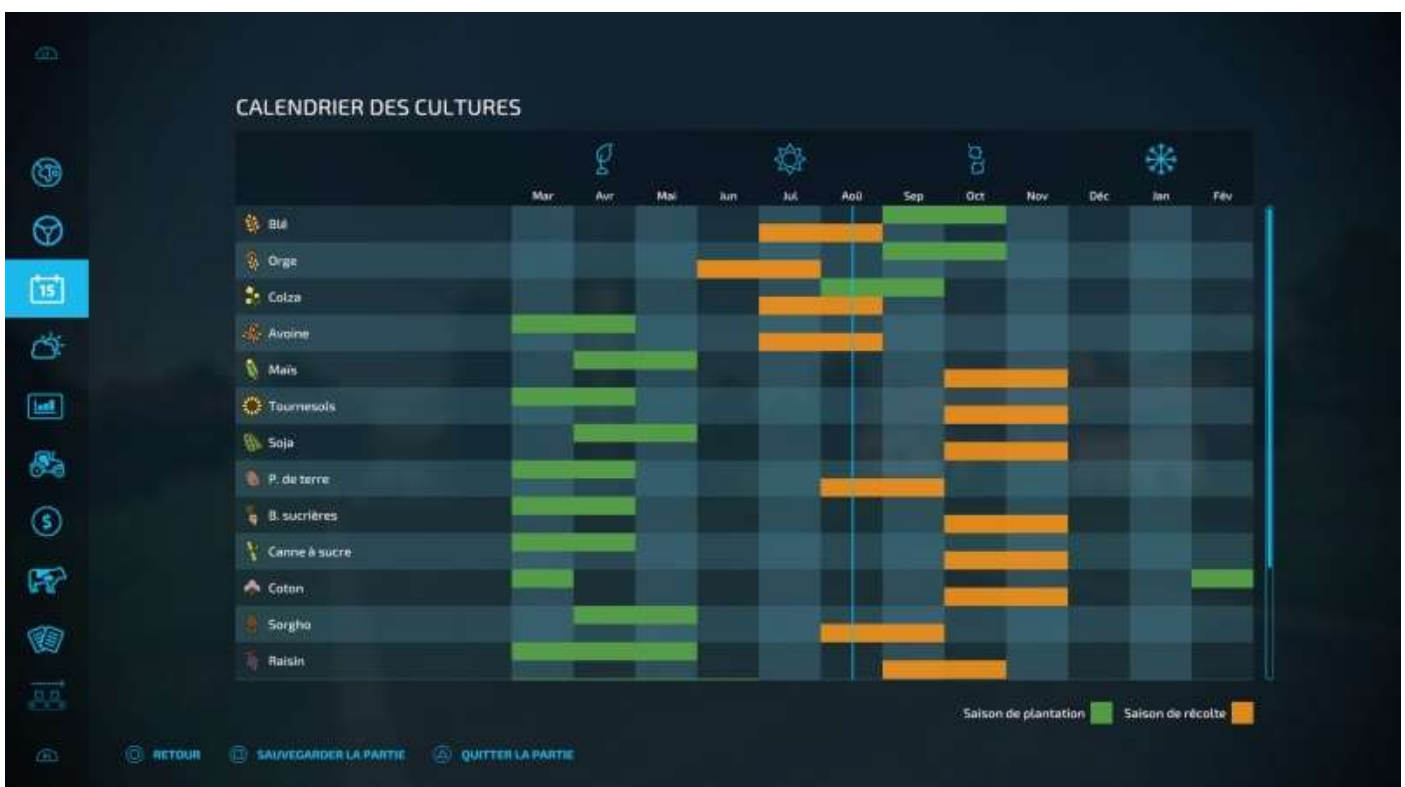 CALENDRIER DES CULTURES
Mar Avr Mai Jun Jul Aoû Sep Oct Nov Déc Jan Fév
Blé
Orge
15
Colza
Avoine
Maïs
Tournesols
Soja
P. de terre
B. sucrières
$
Canne à sucre
Coton
Sorgho
Raisin
Saison de plantation Saison de récolte
RETOUR SAUVEGARDER LA PARTIE QUITTER LA PARTIE